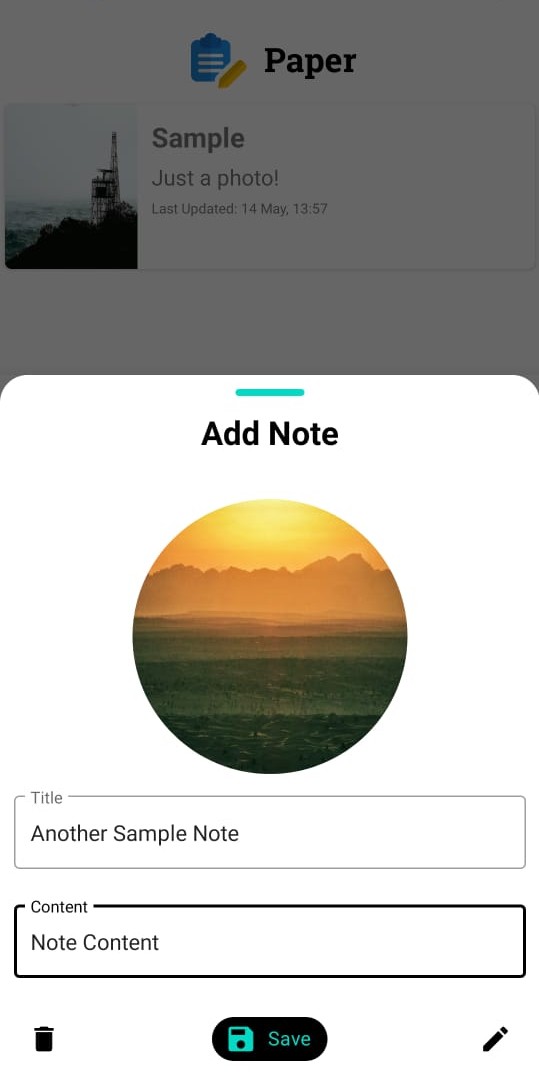 Paper
Sample
Just a photo!
Last Updated: 14 May, 13:57
Add Note
Title
Another Sample Note
Content
Note Content
Save